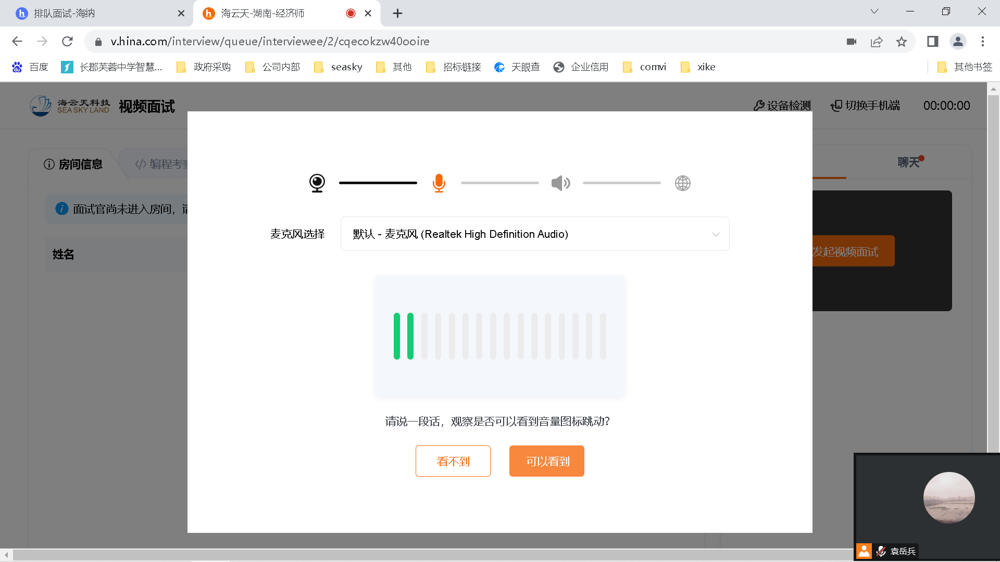 排队面试-海纳
海云天-湖南-经济师
v.hina.com/interview/queue/interviewee/2/cqecokzw40ooire
百度
长郡芙蓉中学智慧...
政府采购
公司内部
seasky
其他
招标链接
天眼查
企业信用
comvi
xike
其他书签
海云天科技
SEA SKY LAND
视频面试
设备检测
切换手机端
00:00:00
房间信息
编程考察
聊天
面试官尚未进入房间，请
麦克风选择
默认 - 麦克风 (Realtek High Definition Audio)
姓名
发起视频面试
请说一段话，观察是否可以看到音量图标跳动?
看不到
可以看到
袁岳兵